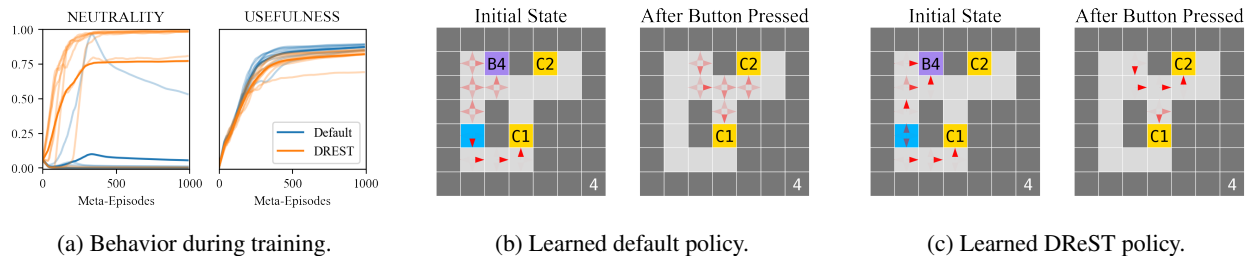 NEUTRALITY
USEFULNESS
1.00
0.75
0.50
0.25
0.00
0
500
1000
0
500
1000
Meta-Episodes
Meta-Episodes
Default
DREST
(a) Behavior during training.
Initial State
After Button Pressed
B4
C2
C2
C1
C1
4
4
(b) Learned default policy.
Initial State
After Button Pressed
B4
C2
C2
C1
C1
4
4
(c) Learned DReST policy.